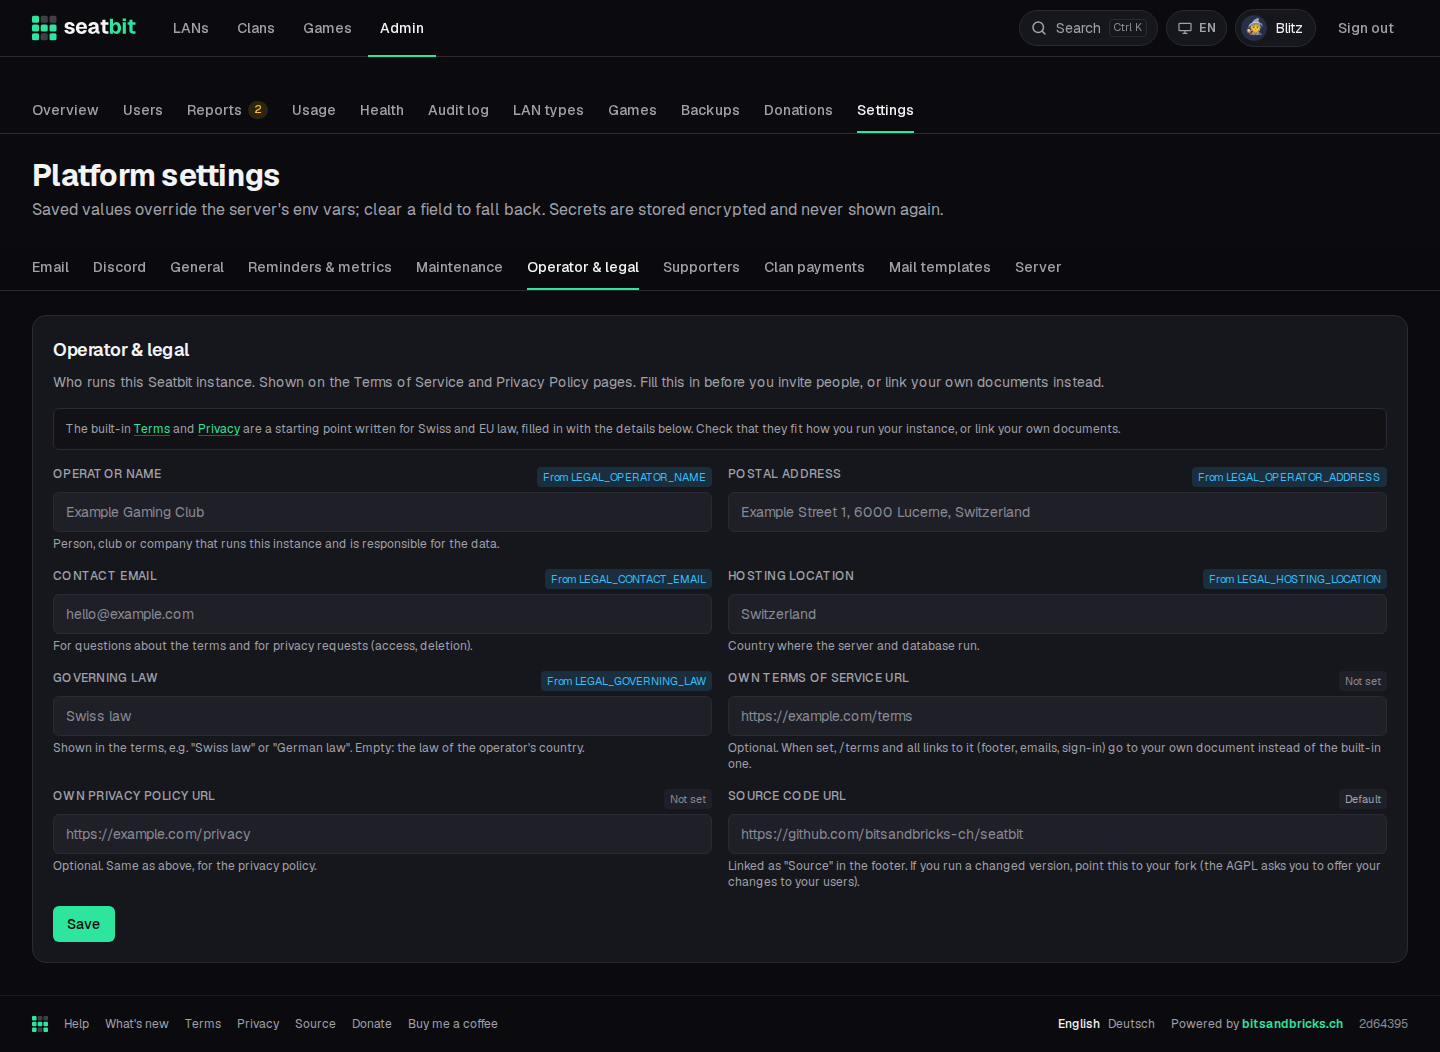 seatbit LANs Clans Games Admin Search Ctrl K EN Blitz Sign out
Overview Users Reports 2 Usage Health Audit log LAN types Games Backups Donations Settings
Platform settings
Saved values override the server's env vars; clear a field to fall back. Secrets are stored encrypted and never shown again.
Email Discord General Reminders & metrics Maintenance Operator & legal Supporters Clan payments Mail templates Server
Operator & legal
Who runs this Seatbit instance. Shown on the Terms of Service and Privacy Policy pages. Fill this in before you invite people, or link your own documents instead.
The built-in Terms and Privacy are a starting point written for Swiss and EU law, filled in with the details below. Check that they fit how you run your instance, or link your own documents.
OPERATOR NAME From LEGAL_OPERATOR_NAME
Example Gaming Club
Person, club or company that runs this instance and is responsible for the data.
POSTAL ADDRESS From LEGAL_OPERATOR_ADDRESS
Example Street 1, 6000 Lucerne, Switzerland
CONTACT EMAIL From LEGAL_CONTACT_EMAIL
hello@example.com
For questions about the terms and for privacy requests (access, deletion).
HOSTING LOCATION From LEGAL_HOSTING_LOCATION
Switzerland
Country where the server and database run.
GOVERNING LAW From LEGAL_GOVERNING_LAW
Swiss law
Shown in the terms, e.g. "Swiss law" or "German law". Empty: the law of the operator's country.
OWN TERMS OF SERVICE URL Not set
https://example.com/terms
Optional. When set, /terms and all links to it (footer, emails, sign-in) go to your own document instead of the built-in
one.
OWN PRIVACY POLICY URL Not set
https://example.com/privacy
Optional. Same as above, for the privacy policy.
SOURCE CODE URL Default
https://github.com/bitsandbricks-ch/seatbit
Linked as "Source" in the footer. If you run a changed version, point this to your fork (the AGPL asks you to offer your
changes to your users).
Save
Help What's new Terms Privacy Source Donate Buy me a coffee English Deutsch Powered by bitsandbricks.ch 2d64395